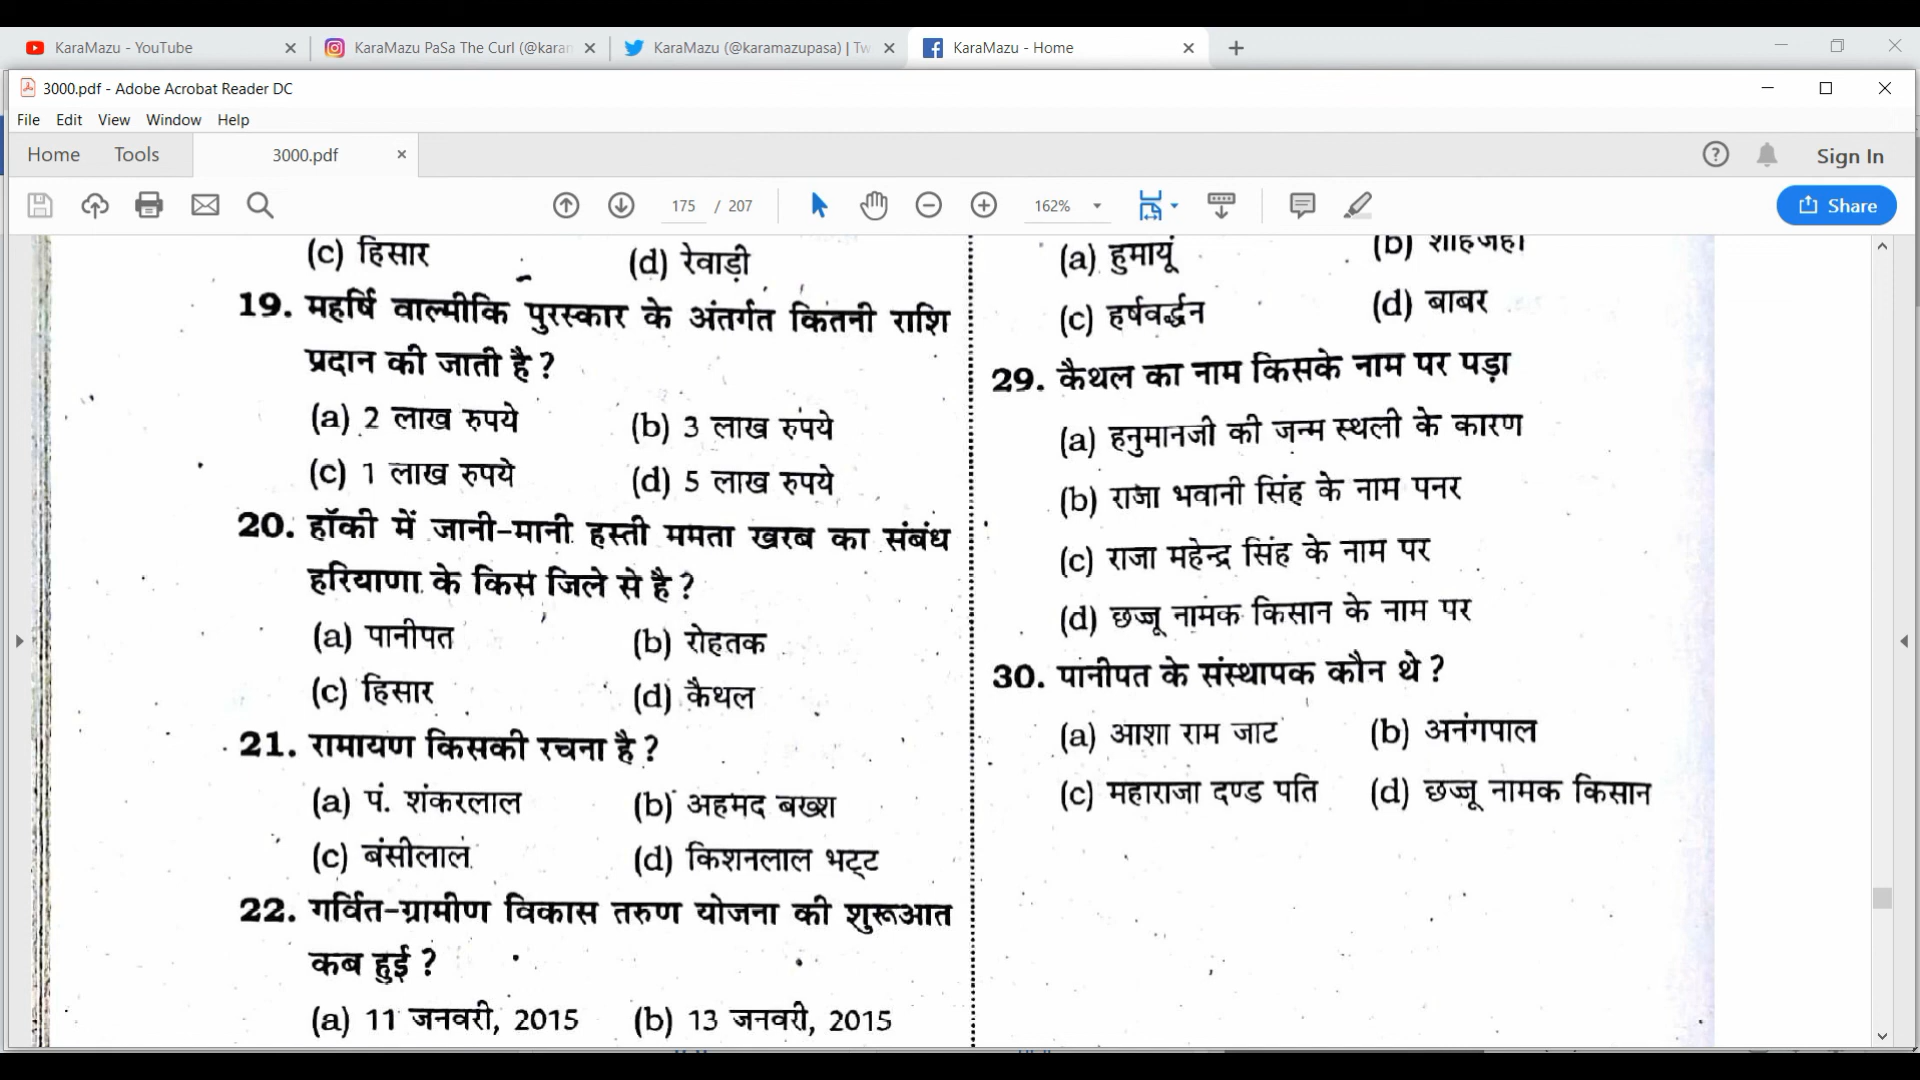 KaraMazu - YouTube
KaraMazu PaSa The Curl (@karan
KaraMazu (@karamazupasa) | Tw
KaraMazu - Home
3000.pdf - Adobe Acrobat Reader DC
File Edit View Window Help
Home Tools 3000.pdf Sign In
175 / 207 162% Share
(c) हिसार (d) रेवाड़ी
19. महर्षि वाल्मीकि पुरस्कार के अंतर्गत कितनी राशि
प्रदान की जाती है ?
(a) 2 लाख रुपये (b) 3 लाख रुपये
(c) 1 लाख रुपये (d) 5 लाख रुपये
20. हॉकी में जानी-मानी हस्ती ममता खरब का संबंध
हरियाणा के किस जिले से है ?
(a) पानीपत (b) रोहतक
(c) हिसार (d) कैथल
21. रामायण किसकी रचना है ?
(a) पं. शंकरलाल (b) अहमद बख्श
(c) बंसीलाल (d) किशनलाल भट्ट
22. गर्वित-ग्रामीण विकास तरुण योजना की शुरूआत
कब हुई ?
(a) 11 जनवरी, 2015 (b) 13 जनवरी, 2015
(a) हुमायूं (b) शाहजहां
(c) हर्षवर्द्धन (d) बाबर
29. कैथल का नाम किसके नाम पर पड़ा
(a) हनुमानजी की जन्म स्थली के कारण
(b) राजा भवानी सिंह के नाम पनर
(c) राजा महेन्द्र सिंह के नाम पर
(d) छज्जू नामक किसान के नाम पर
30. पानीपत के संस्थापक कौन थे ?
(a) आशा राम जाट (b) अनंगपाल
(c) महाराजा दण्ड पति (d) छज्जू नामक किसान